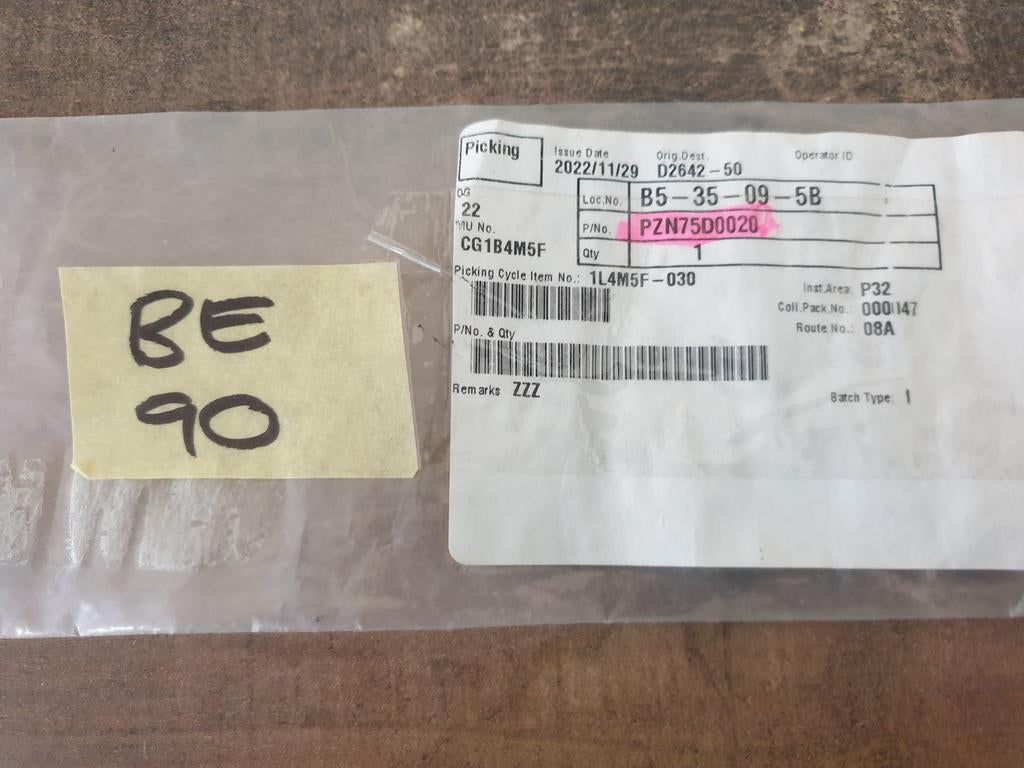 BE
90
Picking
Issue Date
2022/11/29
Orig.Dest.
D2642-50
Operator ID
OG
22
MU No.
CG1B4M5F
Loc.No. B5-35-09-5B
P/No. PZN75D0020
Qty 1
Picking Cycle Item No.: 1L4M5F-030
Inst.Area: P32
Coll.Pack.No.: 000047
Route No.: 08A
P/No. & Qty
Remarks ZZZ
Batch Type: 1